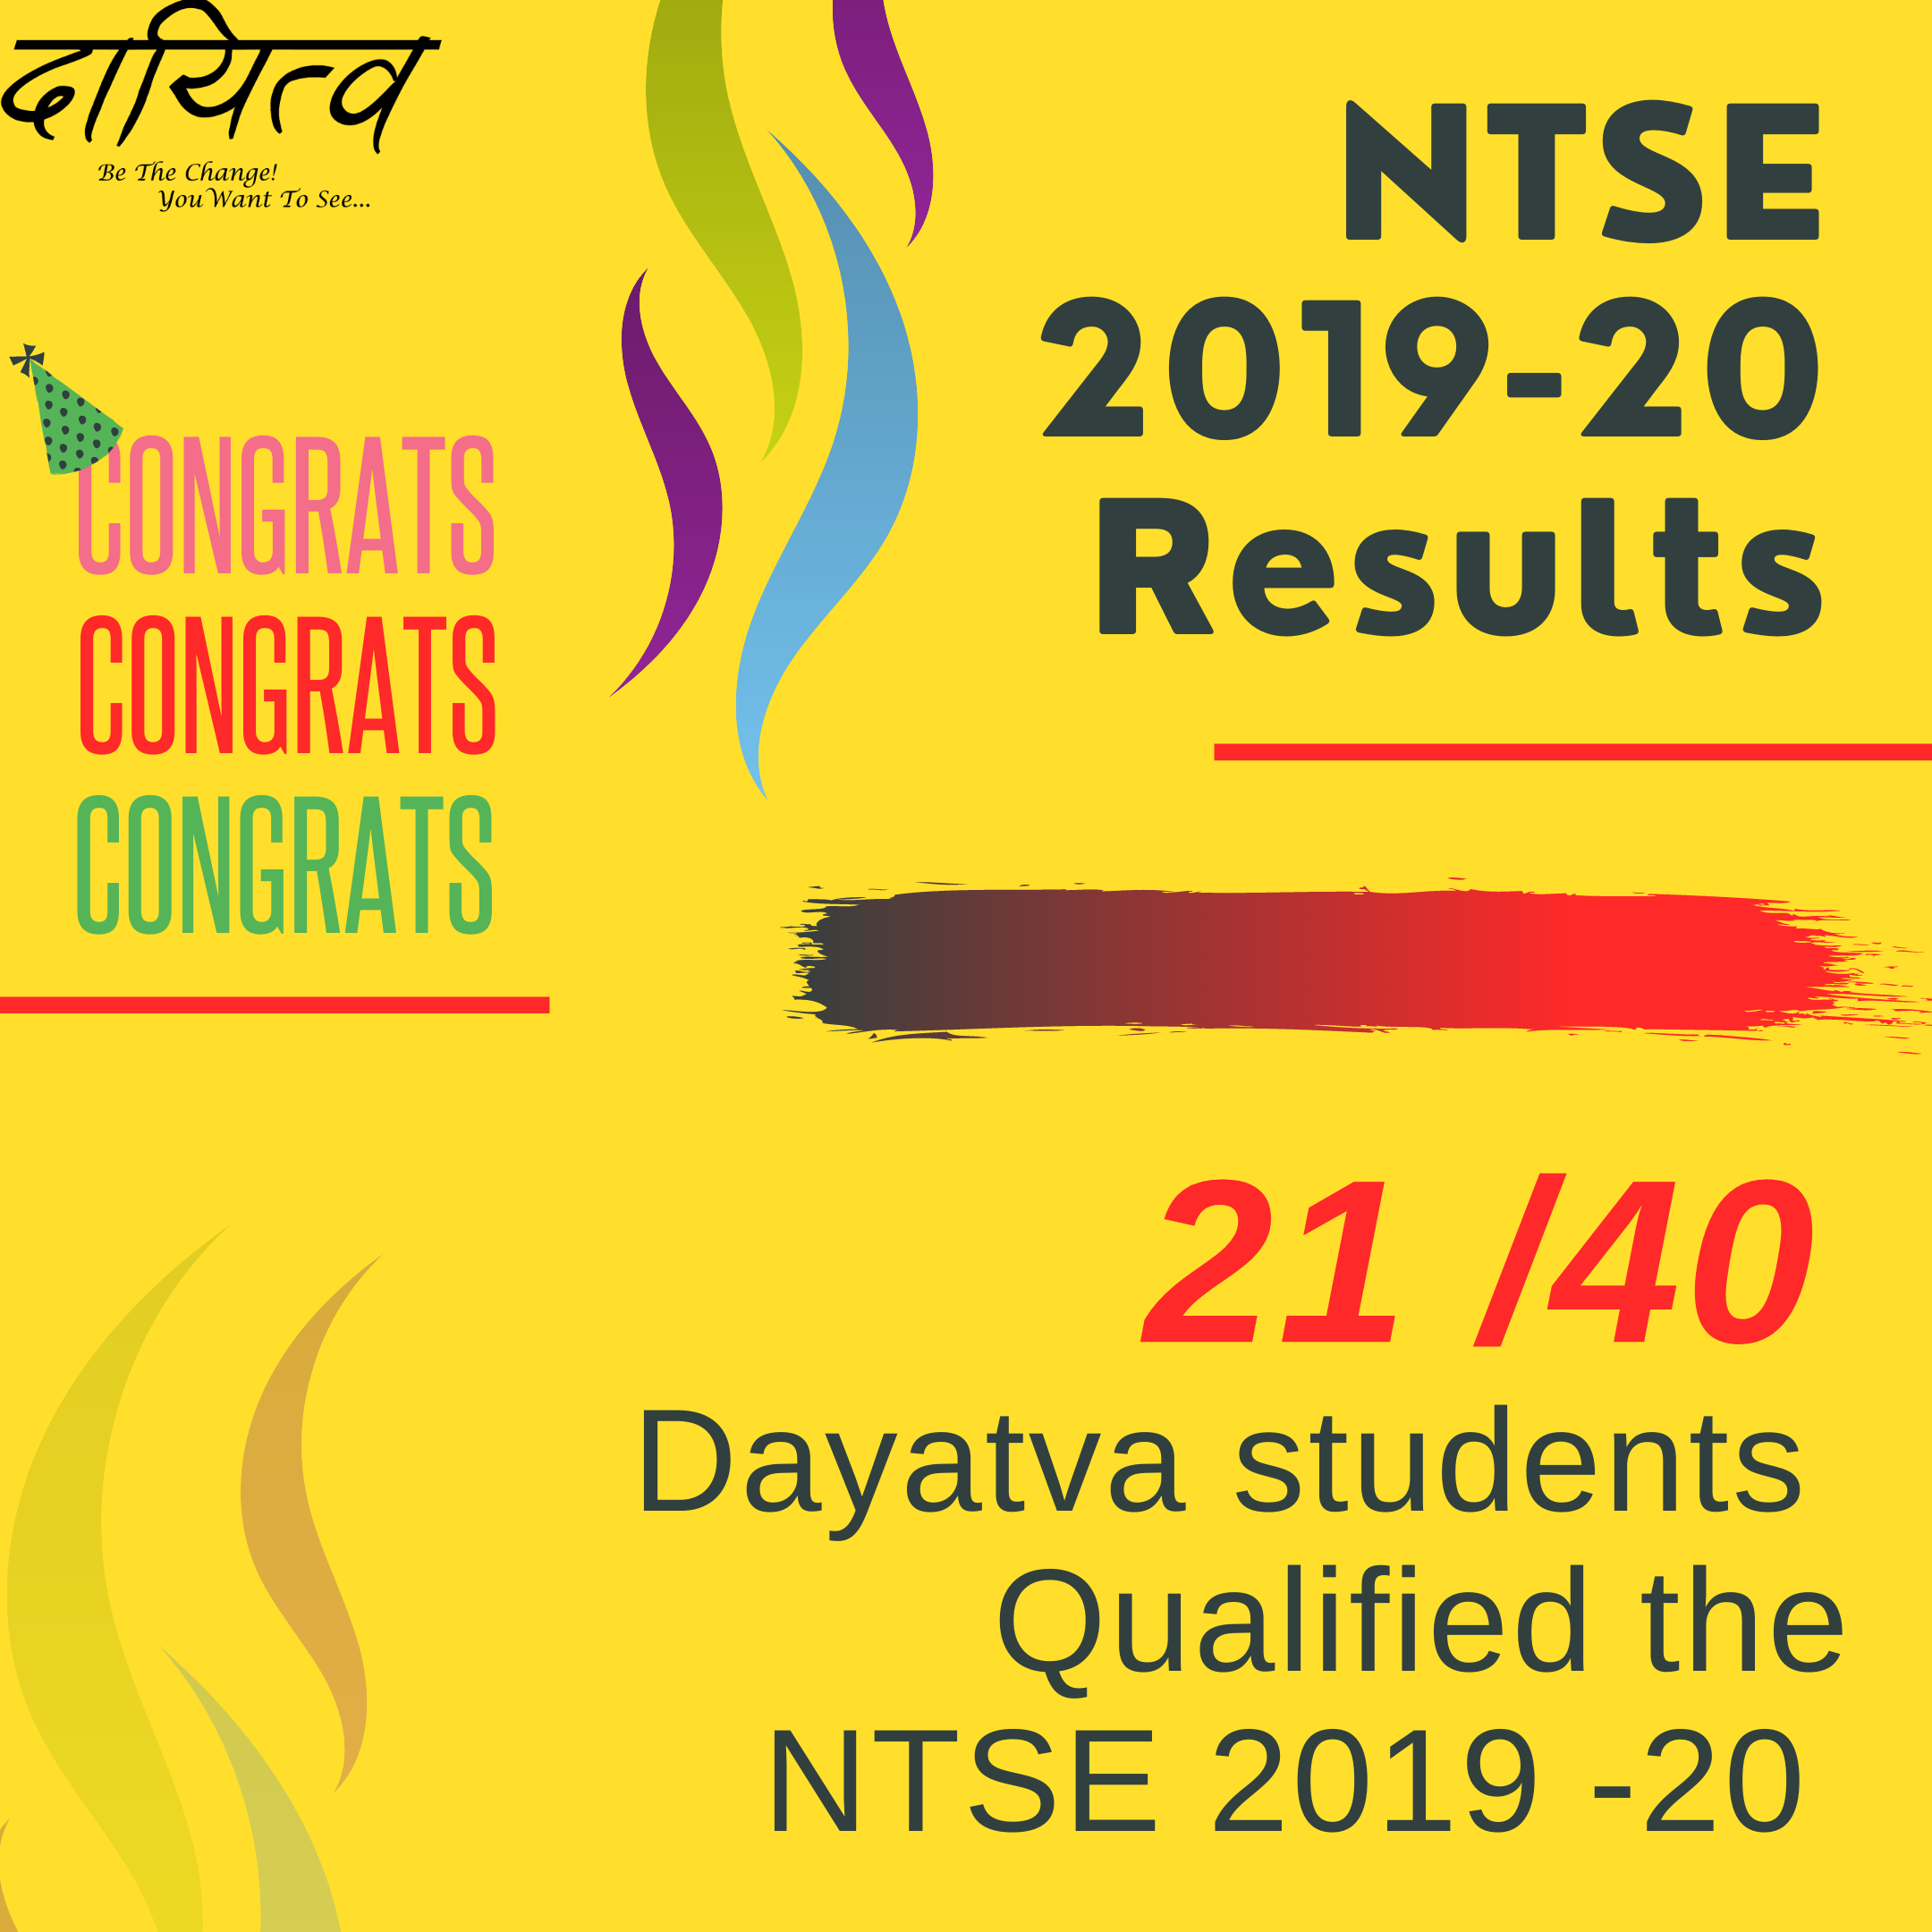 दायित्व
Be The Change!
You Want To See...
NTSE
2019-20
Results
CONGRATS
CONGRATS
CONGRATS
21 /40
Dayatva students
Qualified the
NTSE 2019 -20